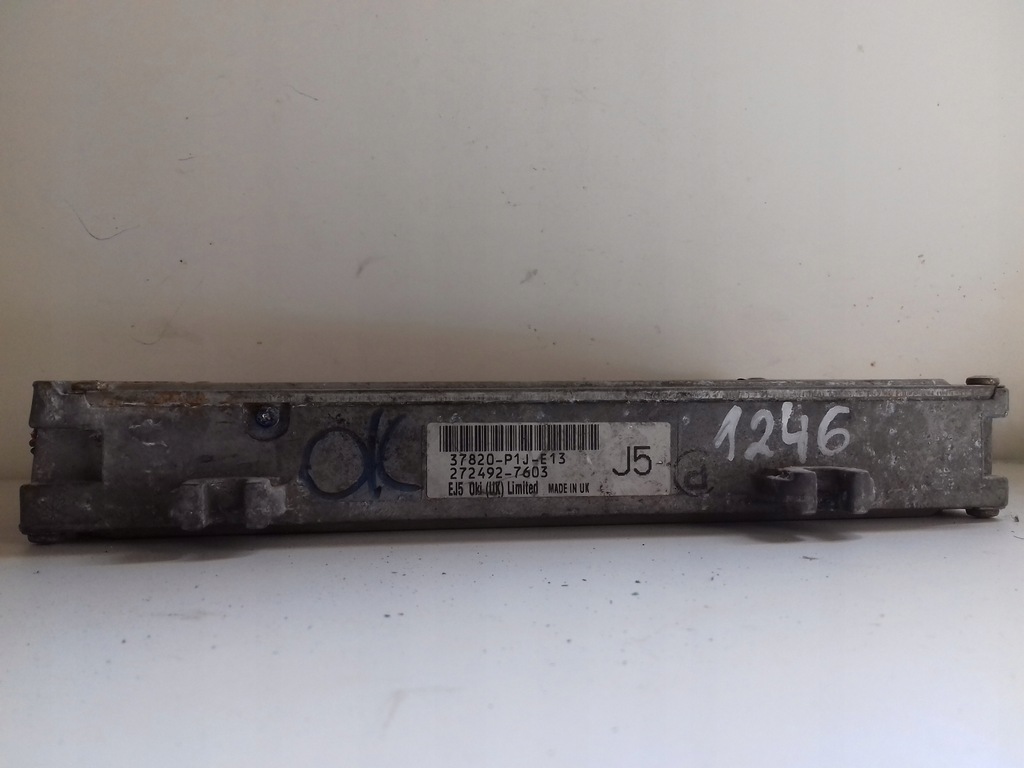 OK
37820-P1J-E13
272492-7603
EJ5 Oki (UK) Limited MADE IN UK
J5
a
1246